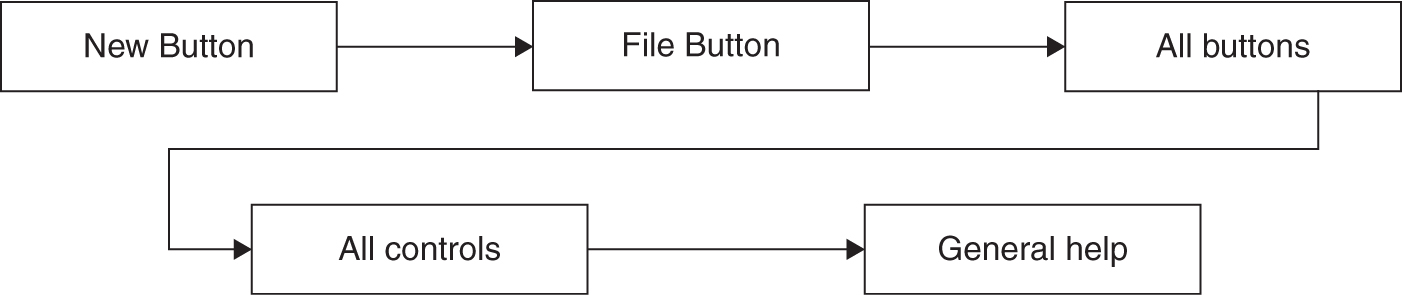 New Button
File Button
All buttons
All controls
General help